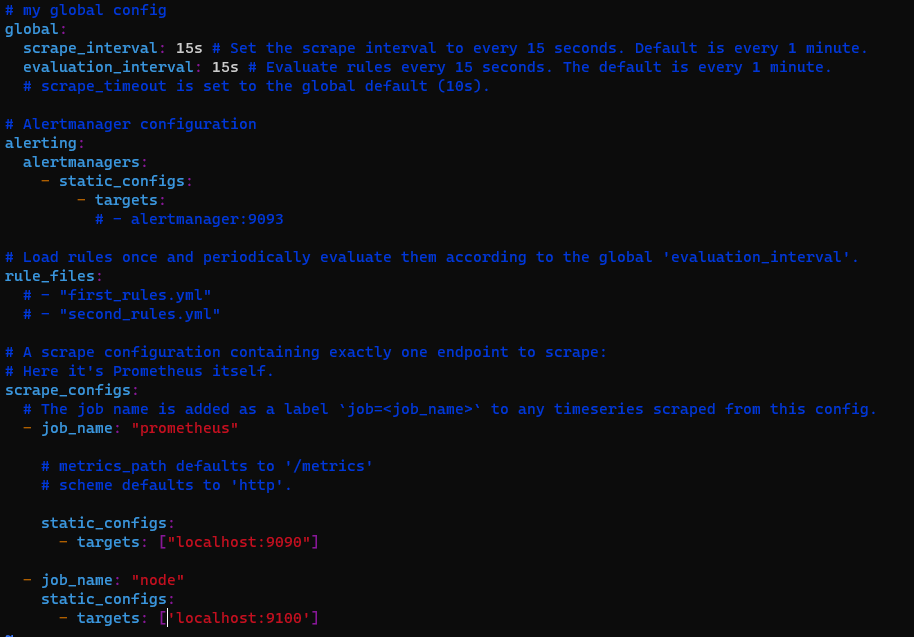 # my global config
global:
  scrape_interval: 15s # Set the scrape interval to every 15 seconds. Default is every 1 minute.
  evaluation_interval: 15s # Evaluate rules every 15 seconds. The default is every 1 minute.
  # scrape_timeout is set to the global default (10s).

# Alertmanager configuration
alerting:
  alertmanagers:
    - static_configs:
        - targets:
          # - alertmanager:9093

# Load rules once and periodically evaluate them according to the global 'evaluation_interval'.
rule_files:
  # - "first_rules.yml"
  # - "second_rules.yml"

# A scrape configuration containing exactly one endpoint to scrape:
# Here it's Prometheus itself.
scrape_configs:
  # The job name is added as a label `job=<job_name>` to any timeseries scraped from this config.
  - job_name: "prometheus"

    # metrics_path defaults to '/metrics'
    # scheme defaults to 'http'.

    static_configs:
      - targets: ["localhost:9090"]

  - job_name: "node"
    static_configs:
      - targets: ['localhost:9100']
~